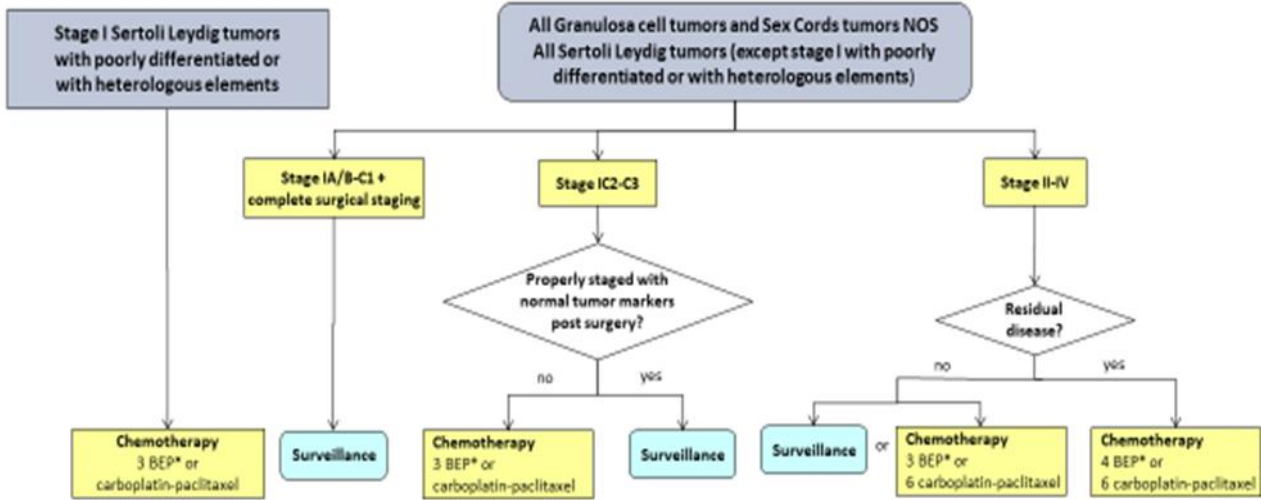 Stage I Sertoli Leydig tumors
with poorly differentiated or
with heterologous elements
All Granulosa cell tumors and Sex Cords tumors NOS
All Sertoli Leydig tumors (except stage I with poorly
differentiated or with heterologous elements)
Stage IA/B-C1 +
complete surgical staging
Stage IC2-C3
Stage II-IV
Properly staged with
normal tumor markers
post surgery?
Residual
disease?
no
yes
no
yes
Chemotherapy
3 BEP* or
carboplatin-paclitaxel
Surveillance
Chemotherapy
3 BEP* or
carboplatin-paclitaxel
Surveillance
Surveillance
or
Chemotherapy
3 BEP* or
6 carboplatin-paclitaxel
Chemotherapy
4 BEP* or
6 carboplatin-paclitaxel